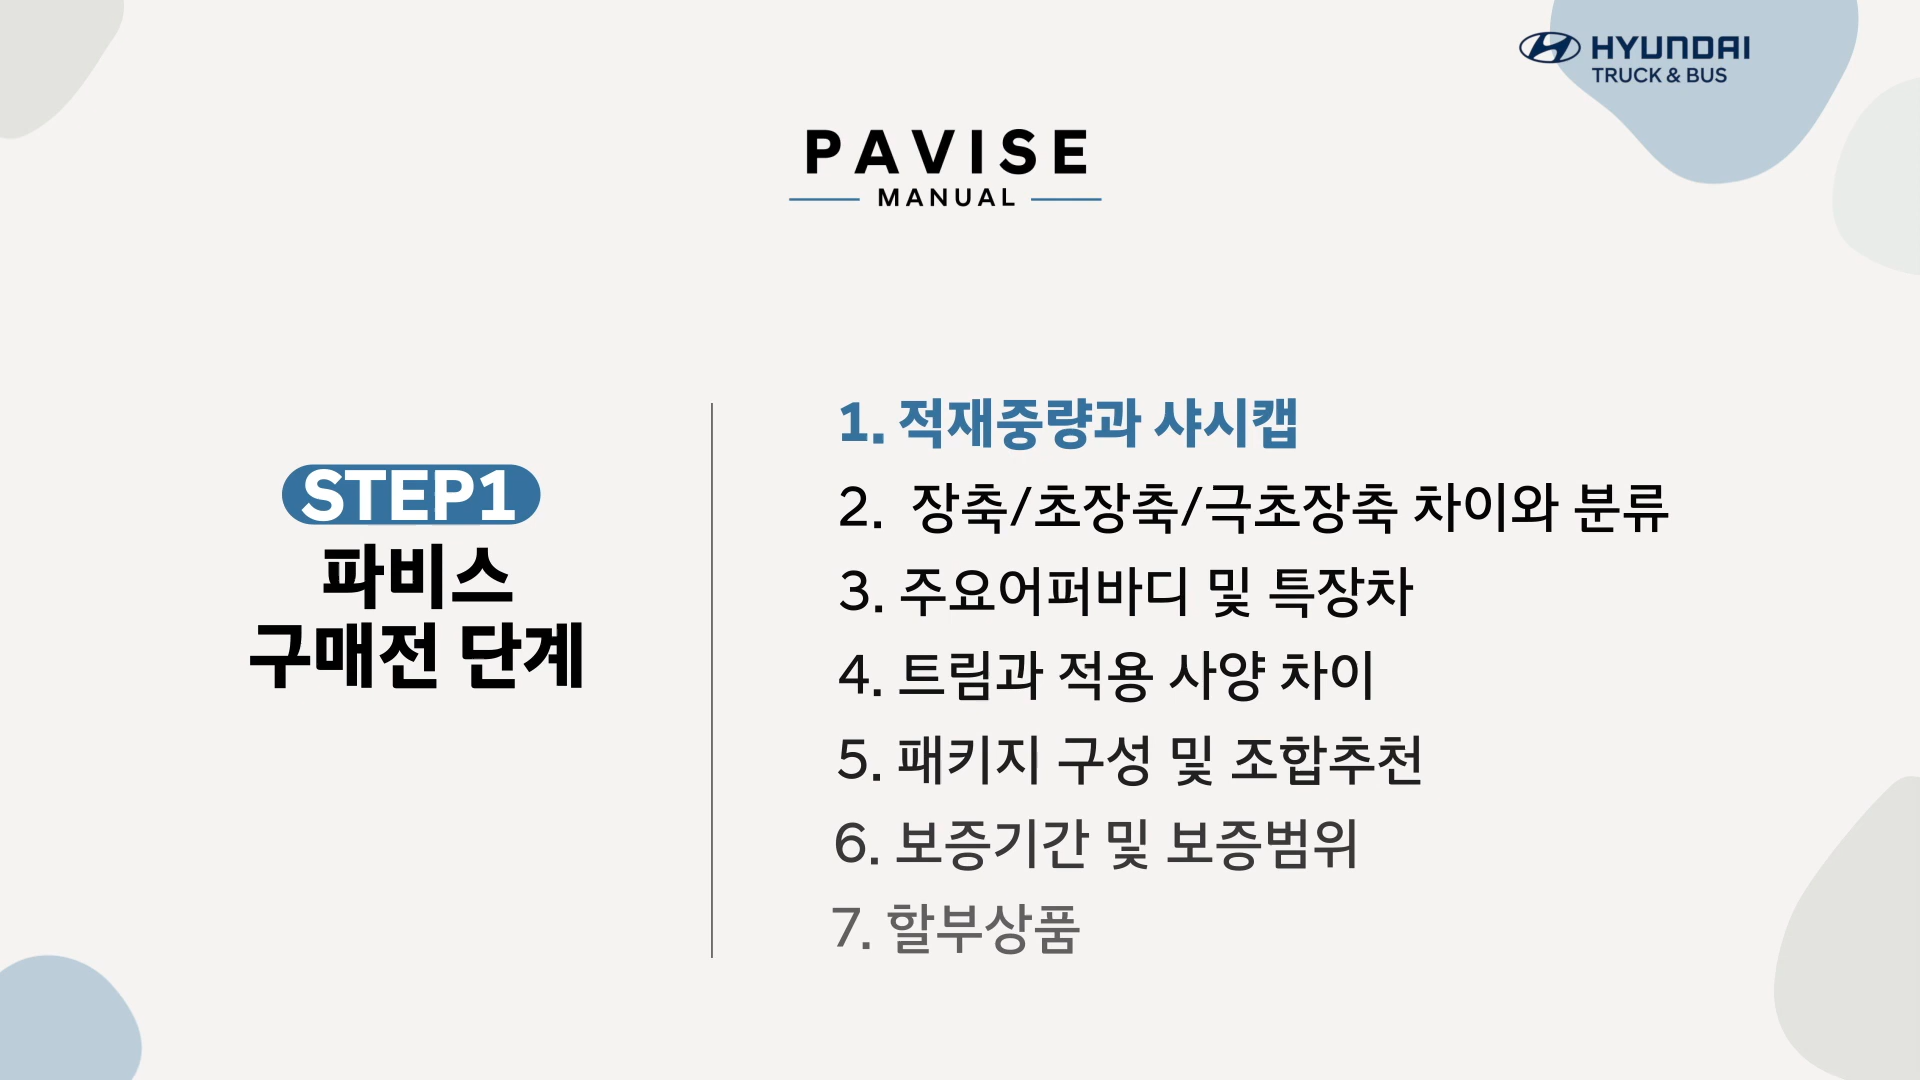 HYUNDAI
TRUCK & BUS
PAVISE
MANUAL
STEP1
파비스
구매전 단계
1. 적재중량과 샤시캡
2. 장축/초장축/극초장축 차이와 분류
3. 주요어퍼바디 및 특장차
4. 트림과 적용 사양 차이
5. 패키지 구성 및 조합추천
6. 보증기간 및 보증범위
7. 할부상품